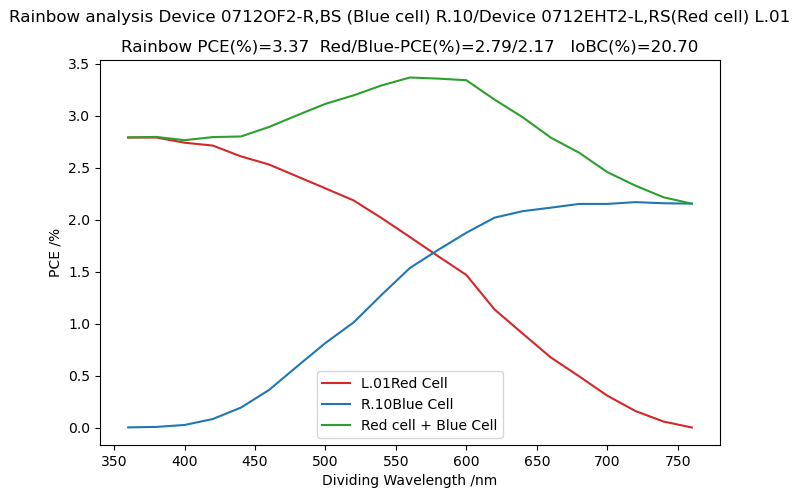 Rainbow analysis Device 0712OF2-R,BS (Blue cell) R.10/Device 0712EHT2-L,RS(Red cell) L.01
Rainbow PCE(%)=3.37  Red/Blue-PCE(%)=2.79/2.17   IoBC(%)=20.70
3.5
3.0
2.5
2.0
1.5
1.0
0.5
0.0
PCE /%
L.01Red Cell
R.10Blue Cell
Red cell + Blue Cell
350 400 450 500 550 600 650 700 750
Dividing Wavelength /nm